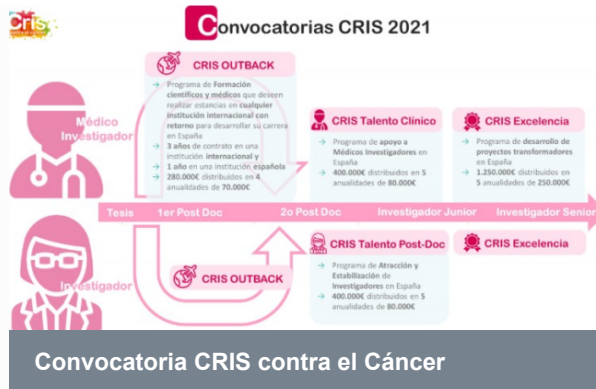 Cris
contra el cáncer
Convocatorias CRIS 2021
CRIS OUTBACK
→ Programa de Formación
científicos y médicos que deseen
realizar estancias en cualquier
institución internacional con
retorno para desarrollar su carrera
en España
→ 3 años de contrato en una
institución internacional y
→ 1 año en una institución española
→ 280.000€ distribuidos en 4
anualidades de 70.000€
Médico
Investigador
CRIS Talento Clínico
→ Programa de apoyo a
Médicos Investigadores en
España
→ 400.000€ distribuidos en 5
anualidades de 80.000€
CRIS Excelencia
→ Programa de desarrollo de
proyectos transformadores
en España
→ 1.250.000€ distribuidos en
5 anualidades de 250.000€
Tesis 1er Post Doc 2o Post Doc Investigador Junior Investigador Senior
Investigador
CRIS OUTBACK
CRIS Talento Post-Doc
→ Programa de Atracción y
Estabilización de
Investigadores en España
→ 400.000€ distribuidos en 5
anualidades de 80.000€
CRIS Excelencia
Convocatoria CRIS contra el Cáncer